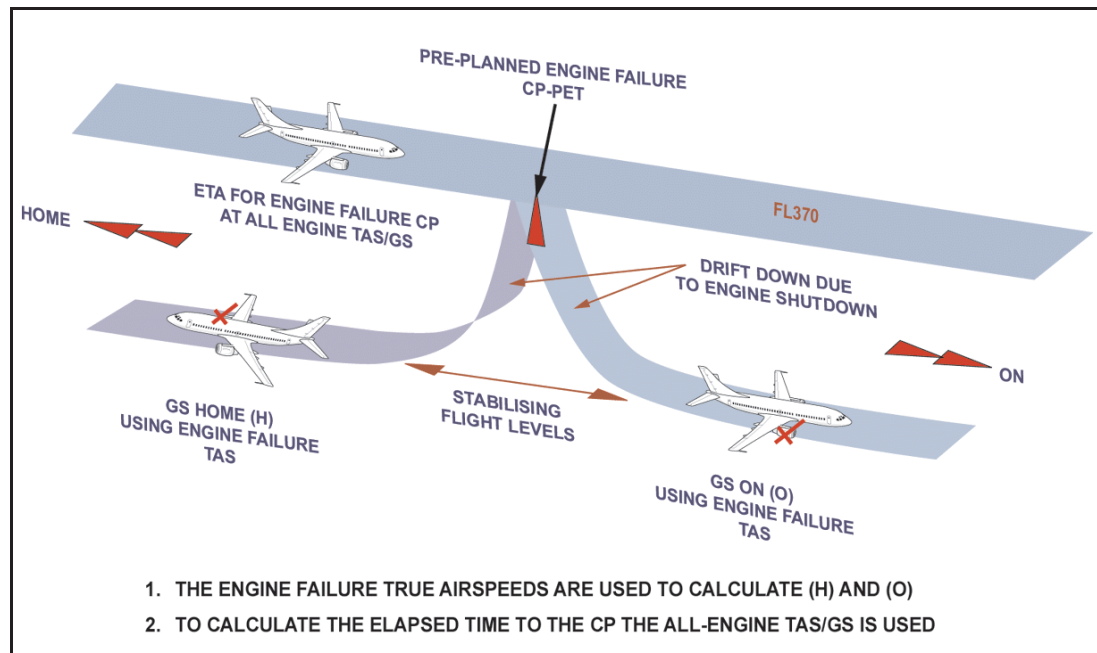 PRE-PLANNED ENGINE FAILURE
CP-PET
ETA FOR ENGINE FAILURE CP
AT ALL ENGINE TAS/GS
HOME
FL370
DRIFT DOWN DUE
TO ENGINE SHUTDOWN
ON
STABILISING
FLIGHT LEVELS
GS HOME (H)
USING ENGINE FAILURE
TAS
GS ON (O)
USING ENGINE FAILURE
TAS
1. THE ENGINE FAILURE TRUE AIRSPEEDS ARE USED TO CALCULATE (H) AND (O)
2. TO CALCULATE THE ELAPSED TIME TO THE CP THE ALL-ENGINE TAS/GS IS USED